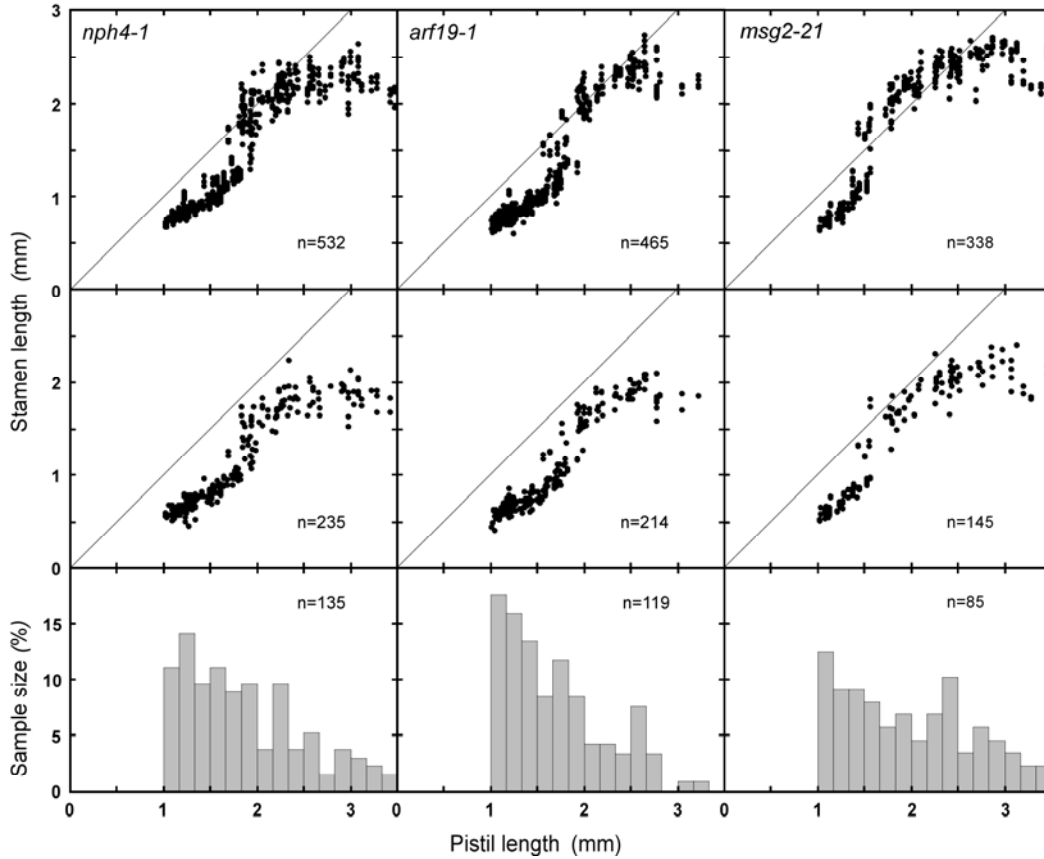 nph4-1
arf19-1
msg2-21
3
2
1
0
n=532
n=465
n=338
Stamen length (mm)
2
1
0
n=235
n=214
n=145
Sample size (%)
15
10
5
0
n=135
n=119
n=85
0 1 2 3 0 1 2 3 0 1 2 3
Pistil length (mm)